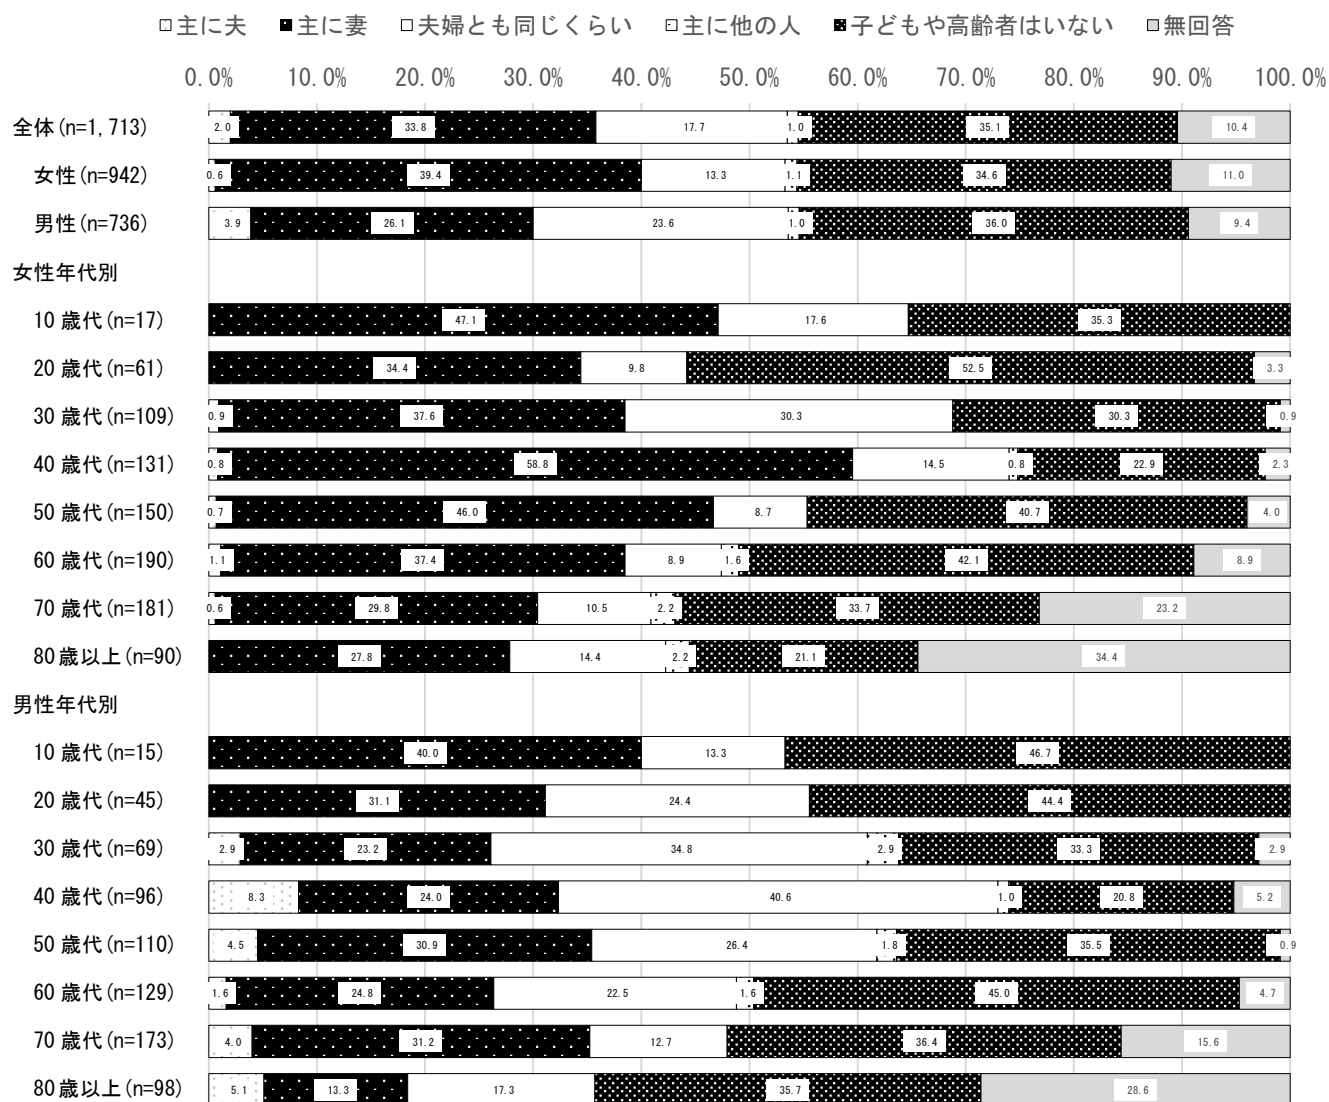 主に夫 主に妻 夫婦とも同じくらい 主に他の人 子どもや高齢者はいない 無回答
0.0% 10.0% 20.0% 30.0% 40.0% 50.0% 60.0% 70.0% 80.0% 90.0% 100.0%
全体(n=1,713) 2.0 33.8 17.7 1.0 35.1 10.4
女性(n=942) 0.6 39.4 13.3 1.1 34.6 11.0
男性(n=736) 3.9 26.1 23.6 1.0 36.0 9.4
女性年代別
10歳代(n=17) 47.1 17.6 35.3
20歳代(n=61) 34.4 9.8 52.5 3.3
30歳代(n=109) 0.9 37.6 30.3 30.3 0.9
40歳代(n=131) 0.8 58.8 14.5 0.8 22.9 2.3
50歳代(n=150) 0.7 46.0 8.7 40.7 4.0
60歳代(n=190) 1.1 37.4 8.9 1.6 42.1 8.9
70歳代(n=181) 0.6 29.8 10.5 2.2 33.7 23.2
80歳以上(n=90) 27.8 14.4 2.2 21.1 34.4
男性年代別
10歳代(n=15) 40.0 13.3 46.7
20歳代(n=45) 31.1 24.4 44.4
30歳代(n=69) 2.9 23.2 34.8 2.9 33.3 2.9
40歳代(n=96) 8.3 24.0 40.6 1.0 20.8 5.2
50歳代(n=110) 4.5 30.9 26.4 1.8 35.5 0.9
60歳代(n=129) 1.6 24.8 22.5 1.6 45.0 4.7
70歳代(n=173) 4.0 31.2 12.7 36.4 15.6
80歳以上(n=98) 5.1 13.3 17.3 35.7 28.6